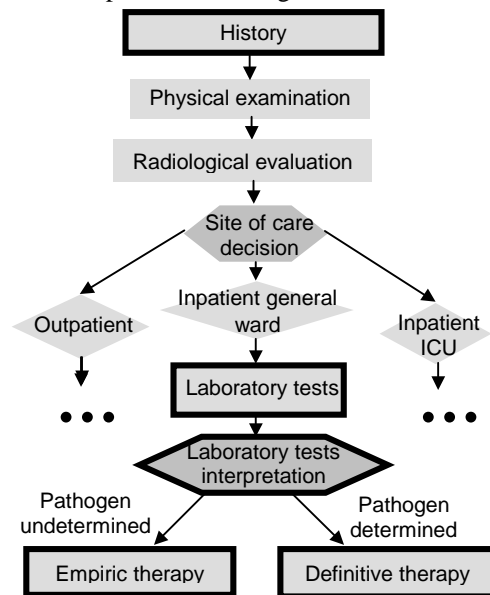 History
Physical examination
Radiological evaluation
Site of care
decision
Outpatient
Inpatient general
ward
Inpatient
ICU
Laboratory tests
Laboratory tests
interpretation
Pathogen
undetermined
Pathogen
determined
Empiric therapy
Definitive therapy